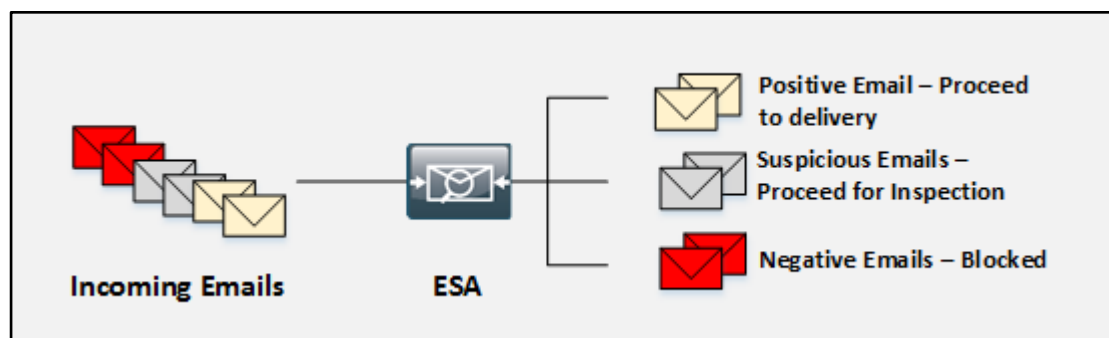 Positive Email – Proceed
to delivery
Suspicious Emails –
Proceed for Inspection
Negative Emails – Blocked
Incoming Emails
ESA